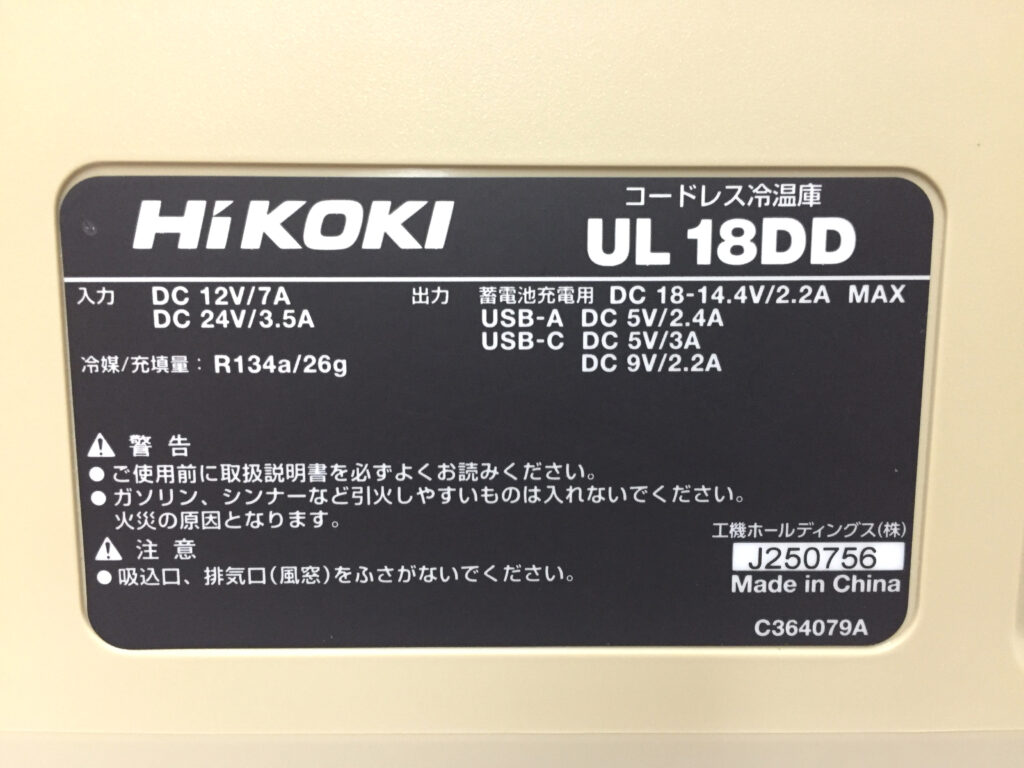 HiKOKI
コードレス冷温庫
UL 18DD
入力 DC 12V/7A
DC 24V/3.5A
出力 蓄電池充電用 DC 18-14.4V/2.2A MAX
USB-A DC 5V/2.4A
USB-C DC 5V/3A
DC 9V/2.2A
冷媒/充填量: R134a/26g
⚠ 警告
● ご使用前に取扱説明書を必ずよくお読みください。
● ガソリン、シンナーなど引火しやすいものは入れないでください。
火災の原因となります。
⚠ 注意
● 吸込口、排気口(風窓)をふさがないでください。
工機ホールディングス(株)
J250756
Made in China
C364079A